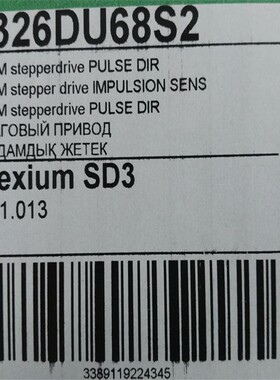 326DU68S2
M stepperdrive PULSE DIR
M stepper drive IMPULSION SENS
M stepperdrive PULSE DIR
АГОВЫЙ ПРИВОД
ДАМДЫҚ ЖЕТЕК
exium SD3
1.013
3389119224345